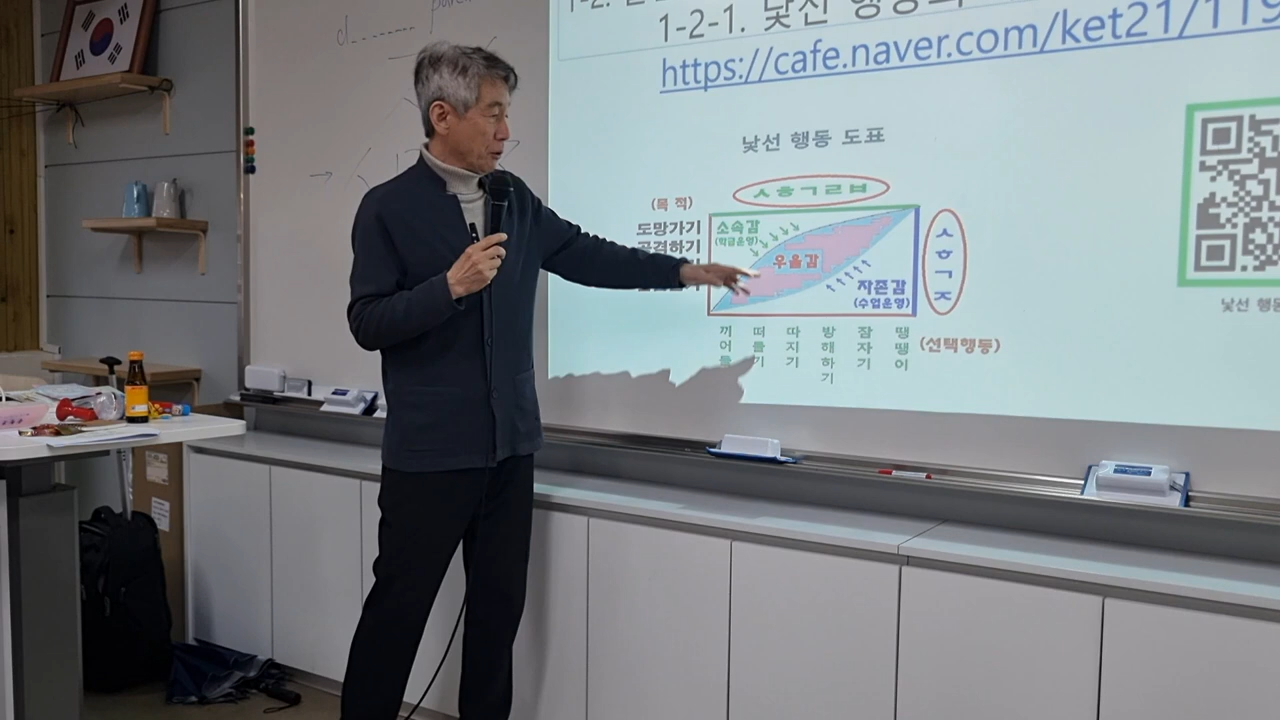 1-2-1. 낯선
https://cafe.naver.com/ket21/119
낯선 행동 도표
ㅅㅎㄱㄹㅂ
(목 적)
도망가기
공격하기
소속감
(학급운영)
우울감
자존감
(수업운영)
ㅅㅎㄱㅈ
끼어들
떠들기
따지기
방해하기
잠자기
땡땡이
(선택행동)
낯선 행동